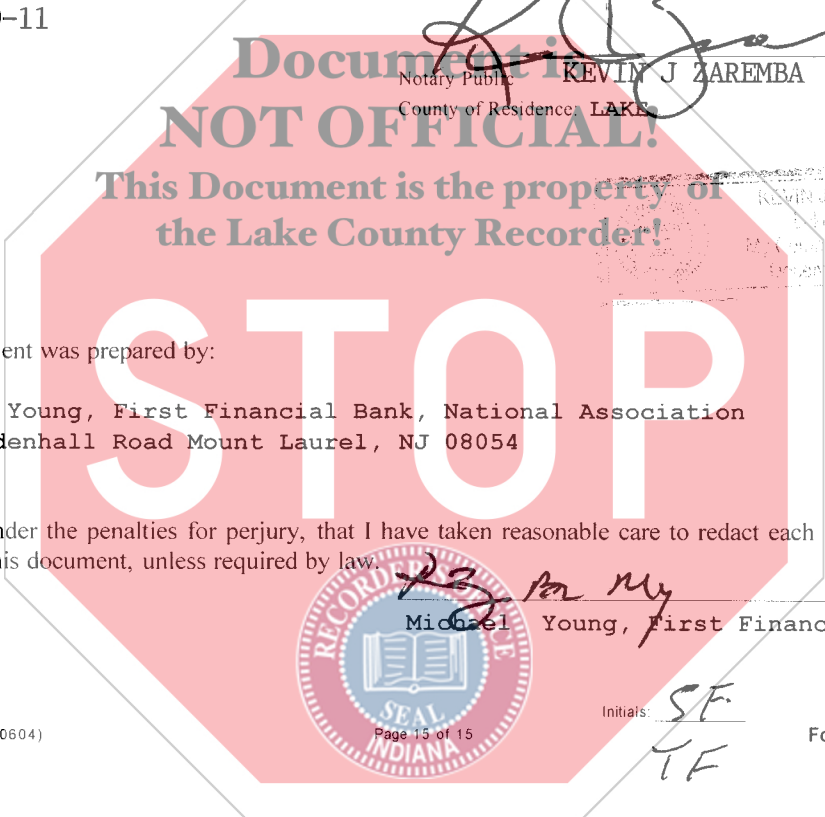 -11
Document is
Notary Public KEVIN J ZAREMBA
NOT OFFICIAL!
County of Residence: LAKE
This Document is the property of
the Lake County Recorder!
KEVIN
STOP
ent was prepared by:
Young, First Financial Bank, National Association
denhall Road Mount Laurel, NJ 08054
nder the penalties for perjury, that I have taken reasonable care to redact each
his document, unless required by law.
Michael Young, First Financ
RECORDER
SEAL
INDIANA
Initials: SF
TF
0604)
Page 15 of 15
Fo